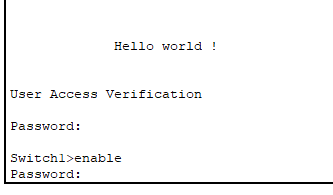 Hello world !
User Access Verification
Password:
Switch1>enable
Password: